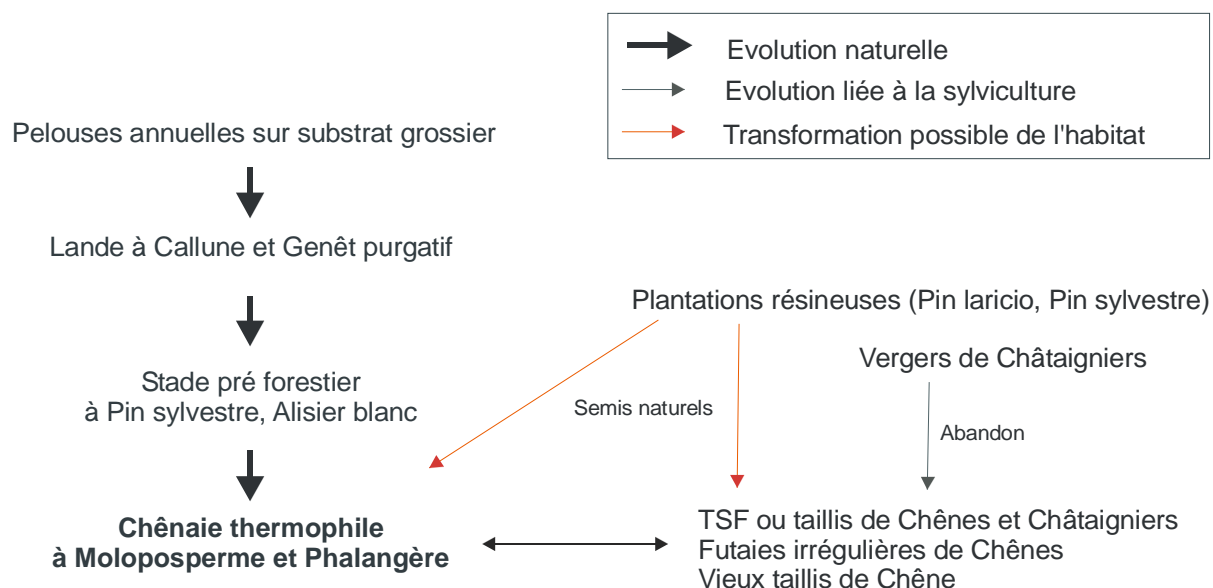 Evolution naturelle
Evolution liée à la sylviculture
Transformation possible de l'habitat
Pelouses annuelles sur substrat grossier
Lande à Callune et Genêt purgatif
Stade pré forestier
à Pin sylvestre, Alisier blanc
Chênaie thermophile
à Moloposperme et Phalangère
Plantations résineuses (Pin laricio, Pin sylvestre)
Vergers de Châtaigniers
Semis naturels
Abandon
TSF ou taillis de Chênes et Châtaigniers
Futaies irrégulières de Chênes
Vieux taillis de Chêne